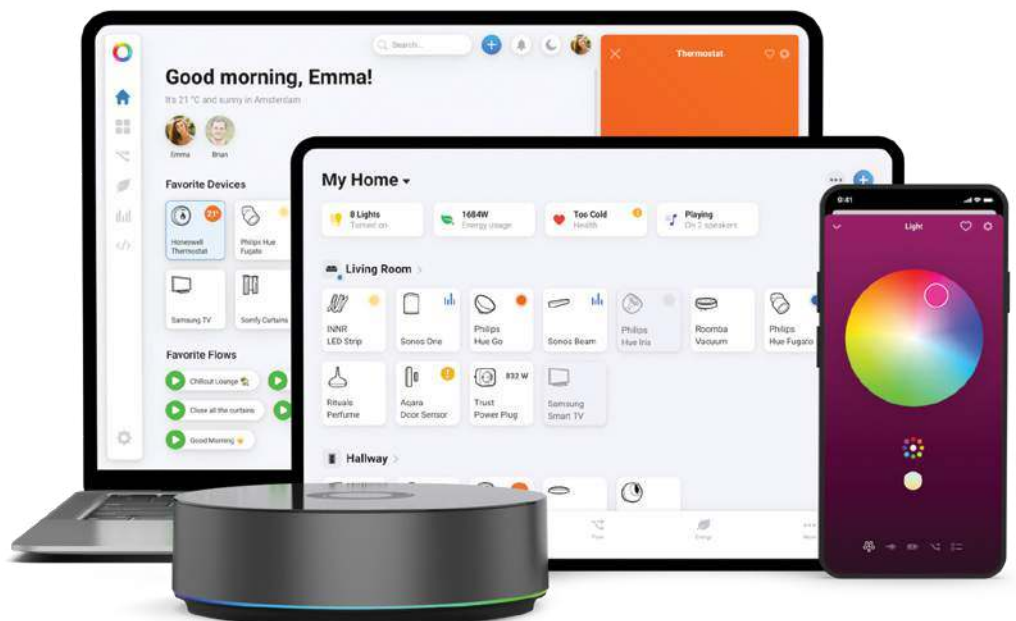 Search...
Good morning, Emma!
It's 21 °C and sunny in Amsterdam
Emma
Brian
Favorite Devices
21°
Honeywell
Thermostat
Philips Hue
Fugato
Samsung TV
Somfy Curtains
Favorite Flows
Chillout Lounge
Close all the curtains
Good Morning
Thermostat
My Home
8 Lights
Turned on
1684W
Energy usage
Too Cold
Health
Playing
On 2 speakers
Living Room >
INNR
LED Strip
Sonos One
Philips
Hue Go
Sonos Beam
Philips
Hue Iris
Roomba
Vacuum
Philips
Hue Fugato
Rituals
Perfume
Aqara
Door Sensor
832 W
Trust
Power Plug
Samsung
Smart TV
Hallway >
Flows
Energy
More
9:41
Light